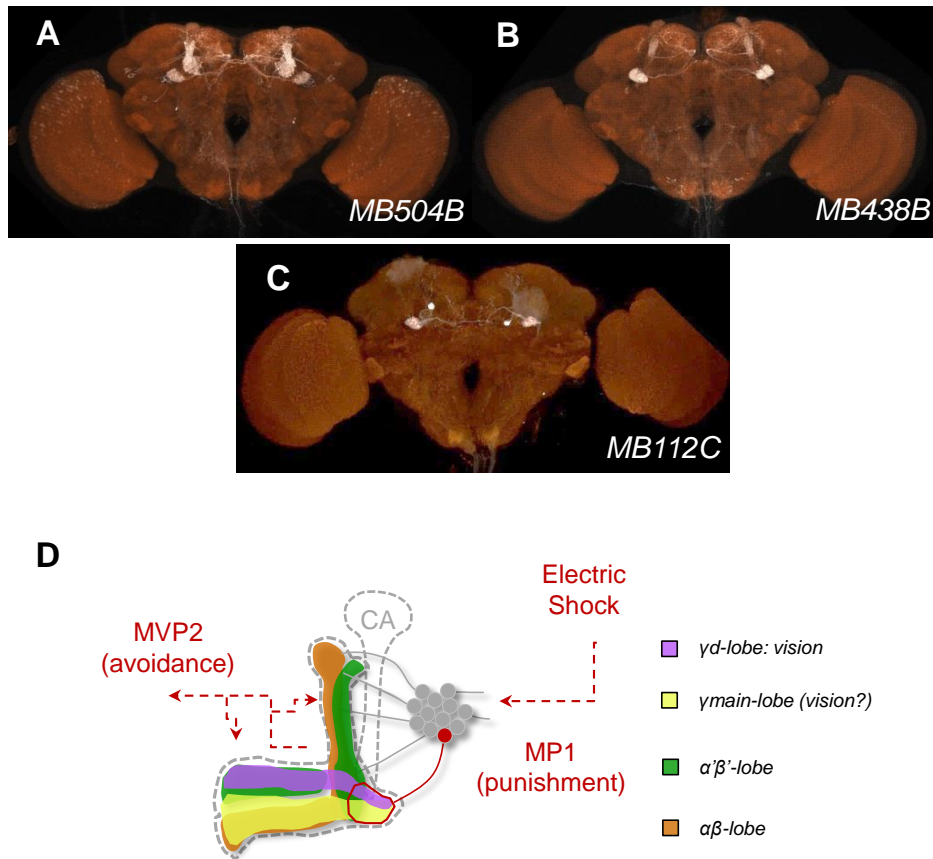 A
B
MB504B
MB438B
C
MB112C
D
Electric
Shock
CA
MVP2
(avoidance)
MP1
(punishment)
γd-lobe: vision
γmain-lobe (vision?)
α'β'-lobe
αβ-lobe